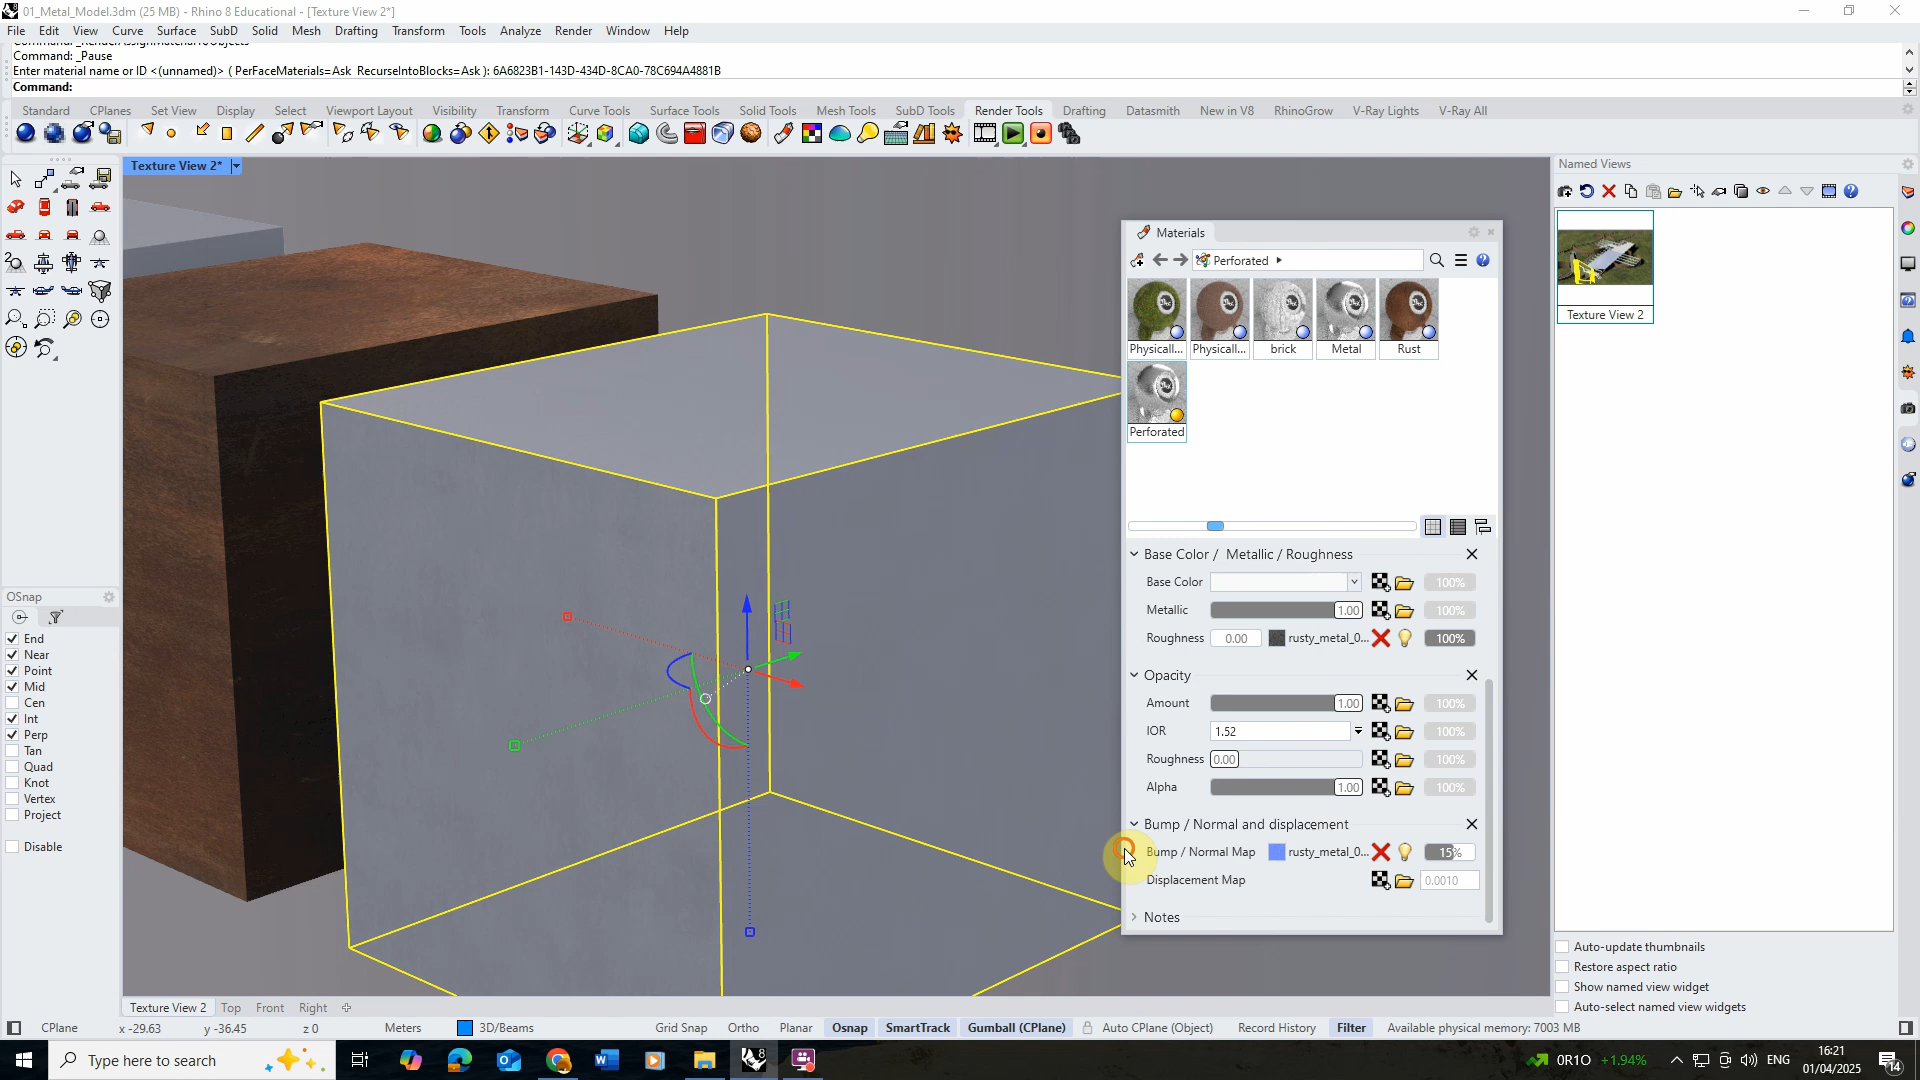 01_Metal_Model.3dm (25 MB) - Rhino 8 Educational - [Texture View 2*]
File Edit View Curve Surface SubD Solid Mesh Drafting Transform Tools Analyze Render Window Help
Command: _Pause
Enter material name or ID <(unnamed)> ( PerFaceMaterials=Ask RecurseIntoBlocks=Ask ): 6A6823B1-143D-434D-8CA0-78C694A4881B
Command:
Standard CPlanes Set View Display Select Viewport Layout Visibility Transform Curve Tools Surface Tools Solid Tools Mesh Tools SubD Tools Render Tools Drafting Datasmith New in V8 RhinoGrow V-Ray Lights V-Ray All
Texture View 2*
Named Views
Texture View 2
Materials
Perforated
Physicall... Physicall... brick Metal Rust
Perforated
Base Color / Metallic / Roughness
Base Color 100%
Metallic 1.00 100%
Roughness 0.00 rusty_metal_0... 100%
Opacity
Amount 1.00 100%
IOR 1.52 100%
Roughness 0.00 100%
Alpha 1.00 100%
Bump / Normal and displacement
Bump / Normal Map rusty_metal_0... 15%
Displacement Map 0.0010
Notes
OSnap
End
Near
Point
Mid
Cen
Int
Perp
Tan
Quad
Knot
Vertex
Project
Disable
Auto-update thumbnails
Restore aspect ratio
Show named view widgets
Auto-select named view widgets
Texture View 2 Top Front Right
CPlane x -29.63 y -36.45 z 0 Meters 3D/Beams Grid Snap Ortho Planar Osnap SmartTrack Gumball (CPlane) Auto CPlane (Object) Record History Filter Available physical memory: 7003 MB
Type here to search
0R1O +1.94% ENG
16:21
01/04/2025
14